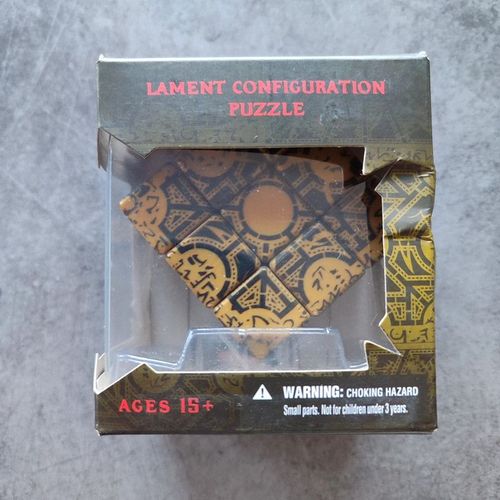 LAMENT CONFIGURATION
PUZZLE
AGES 15+
WARNING: CHOKING HAZARD
Small parts. Not for children under 3 years.